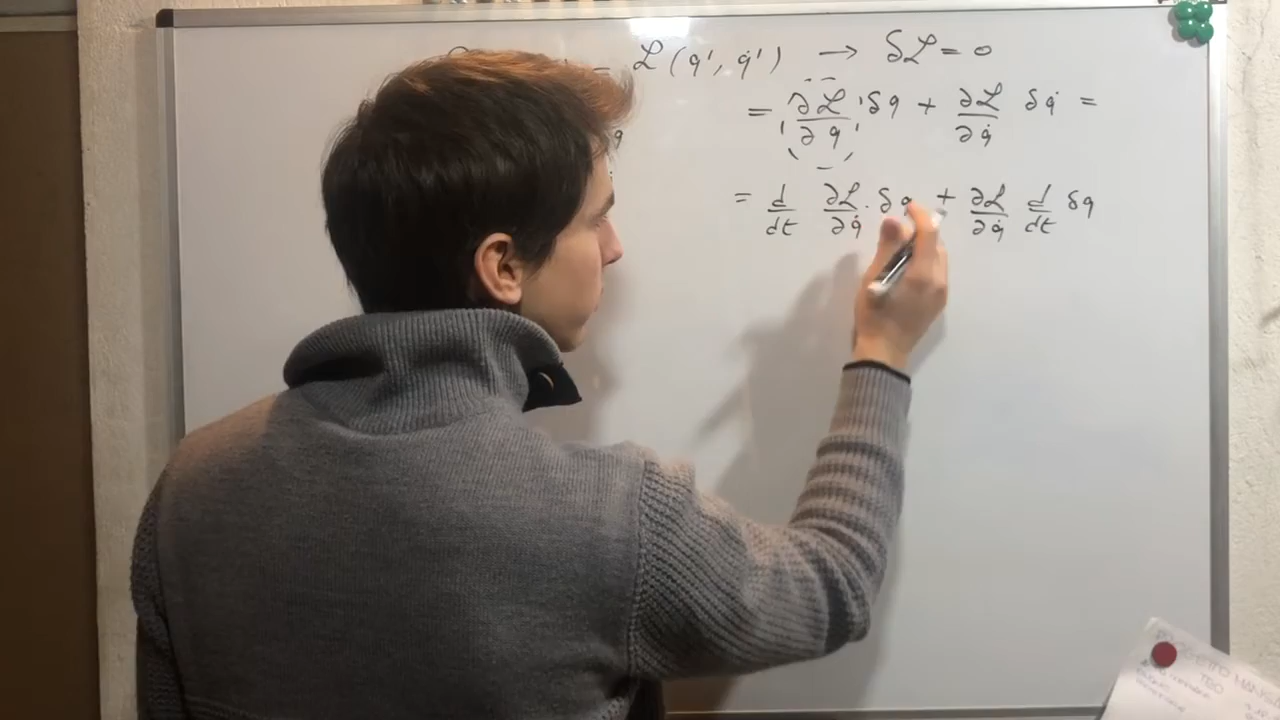 = ℒ(q', q̇') → δℒ = 0
q
= ∂ℒ/∂q · δq + ∂ℒ/∂q̇ δq̇ =
= d/dt ∂ℒ/∂q̇ · δq + ∂ℒ/∂q̇ d/dt δq